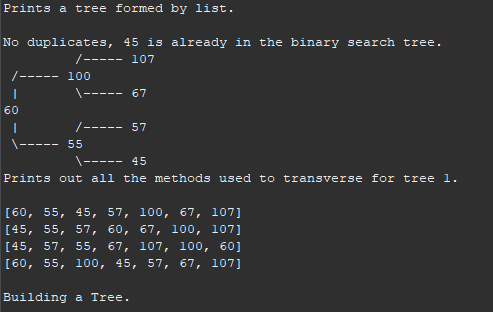 Prints a tree formed by list.

No duplicates, 45 is already in the binary search tree.
          /----- 107
 /----- 100
 |        \----- 67
60
 |        /----- 57
 \----- 55
          \----- 45
Prints out all the methods used to transverse for tree 1.

[60, 55, 45, 57, 100, 67, 107]
[45, 55, 57, 60, 67, 100, 107]
[45, 57, 55, 67, 107, 100, 60]
[60, 55, 100, 45, 57, 67, 107]

Building a Tree.